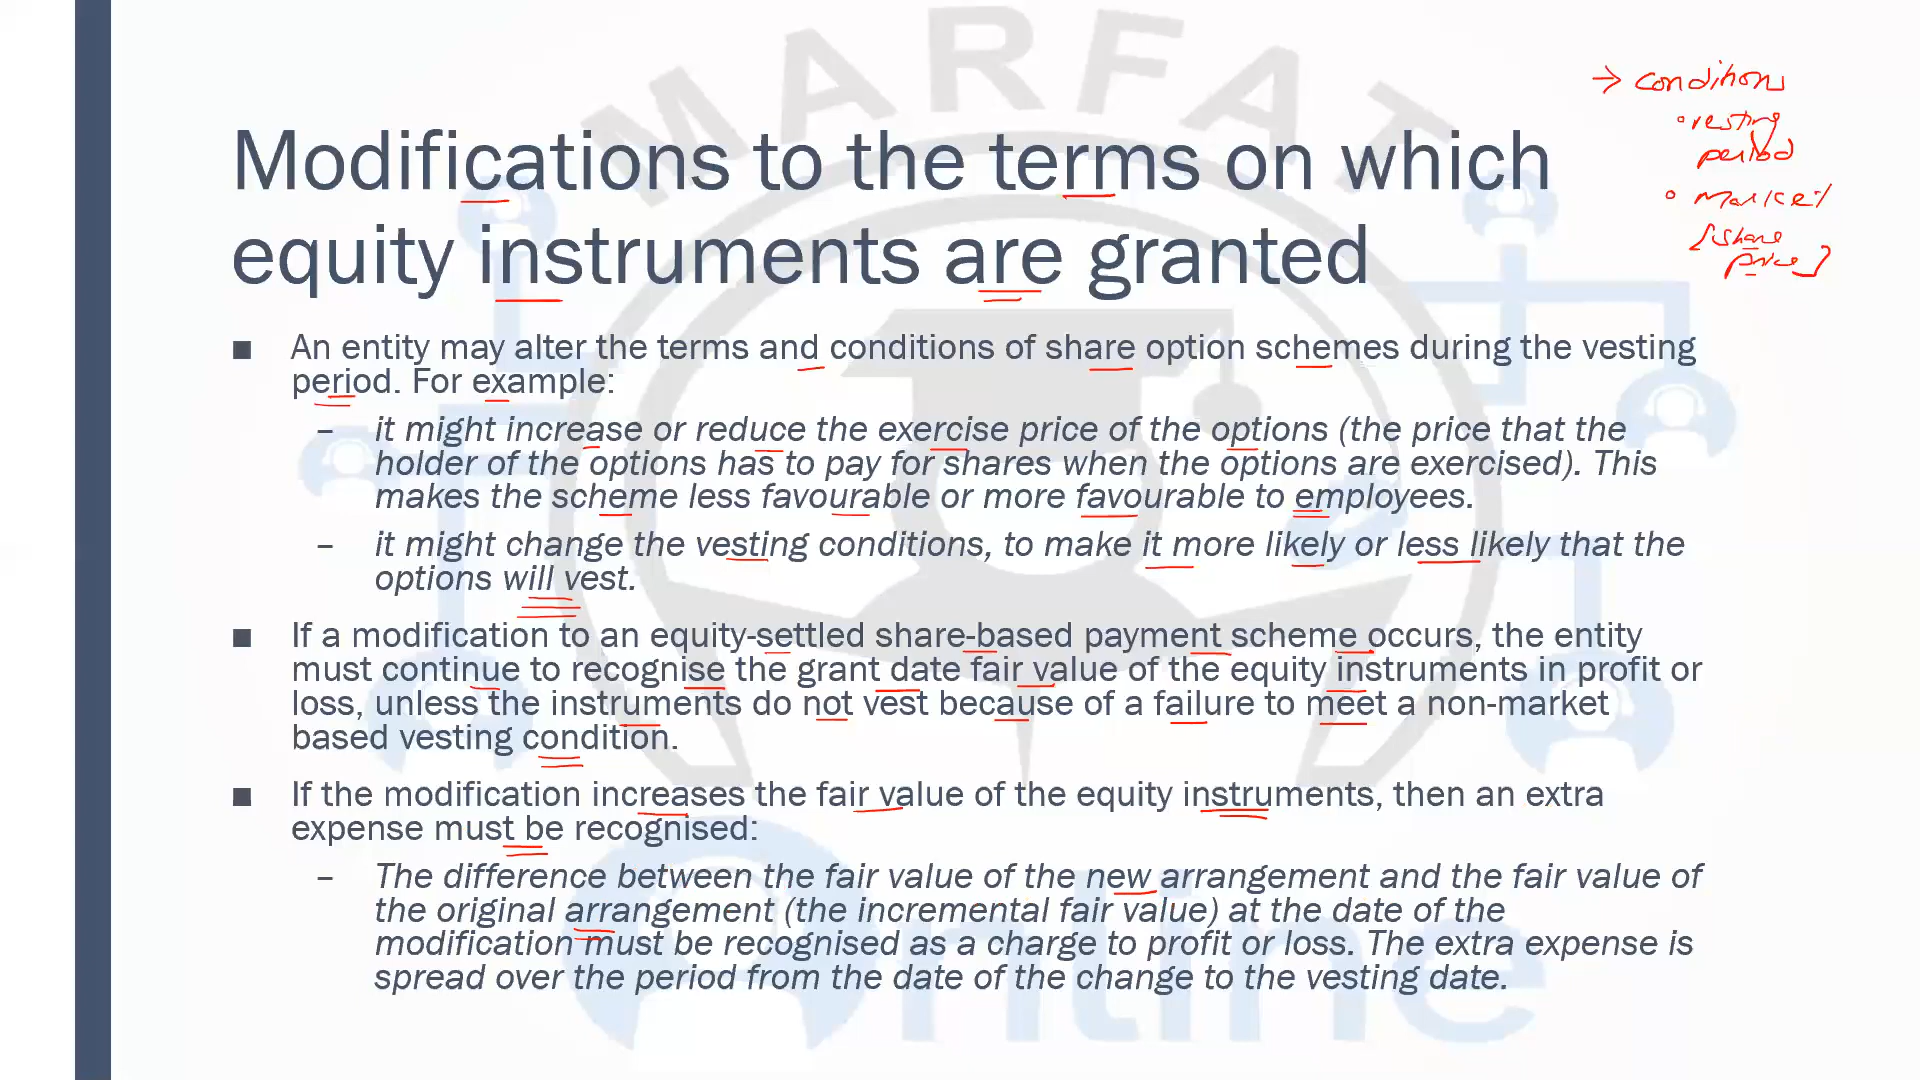 MARFAT
→ conditions
• vesting
period
• Market
[share
price]
Modifications to the terms on which
equity instruments are granted
■ An entity may alter the terms and conditions of share option schemes during the vesting
period. For example:
– it might increase or reduce the exercise price of the options (the price that the
holder of the options has to pay for shares when the options are exercised). This
makes the scheme less favourable or more favourable to employees.
– it might change the vesting conditions, to make it more likely or less likely that the
options will vest.
■ If a modification to an equity-settled share-based payment scheme occurs, the entity
must continue to recognise the grant date fair value of the equity instruments in profit or
loss, unless the instruments do not vest because of a failure to meet a non-market
based vesting condition.
■ If the modification increases the fair value of the equity instruments, then an extra
expense must be recognised:
– The difference between the fair value of the new arrangement and the fair value of
the original arrangement (the incremental fair value) at the date of the
modification must be recognised as a charge to profit or loss. The extra expense is
spread over the period from the date of the change to the vesting date.
Online